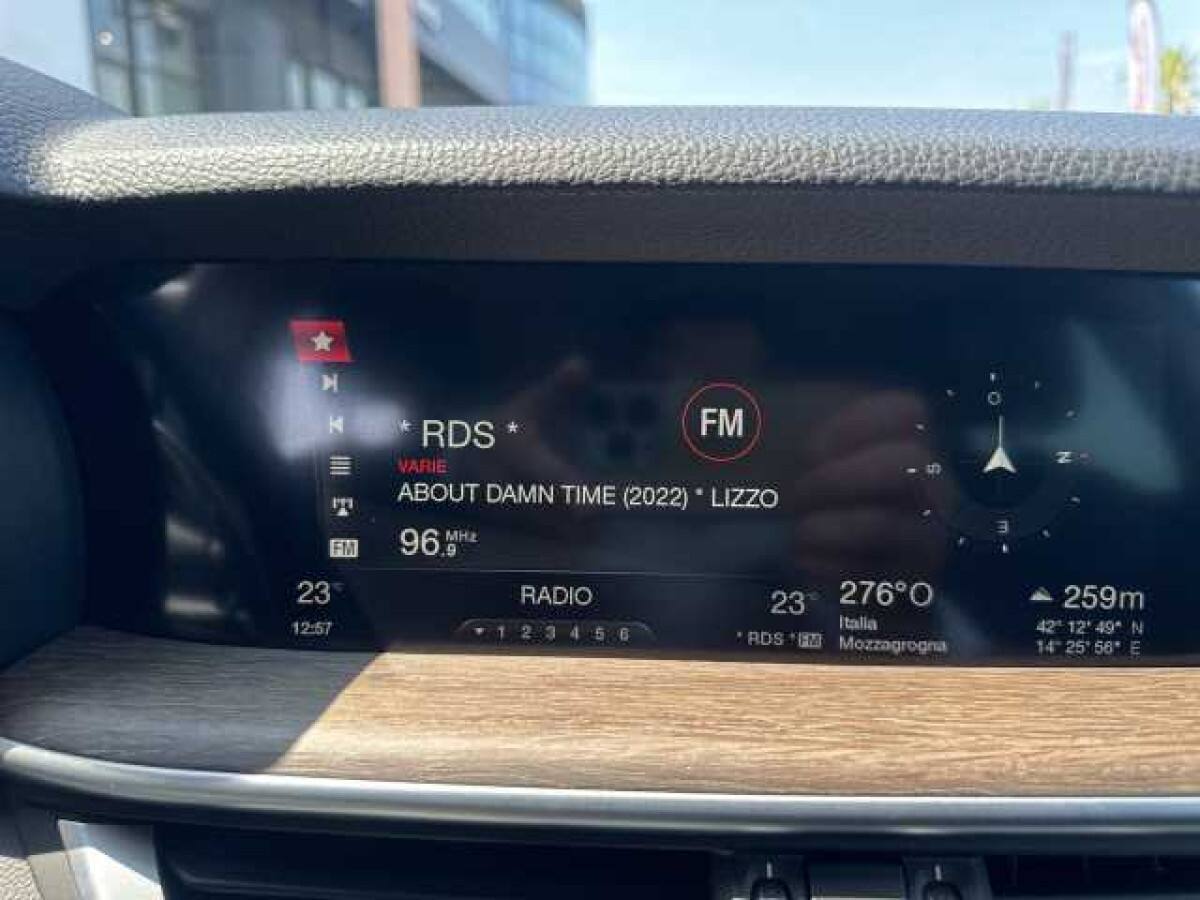 * RDS *
FM
VARIE
ABOUT DAMN TIME (2022) * LIZZO
96.9 MHz
FM
O
S
N
E
23°C
RADIO
23°C
12:57
1 2 3 4 5 6
* RDS * FM
276°O
Italia
Mozzagrogna
259m
42° 12' 49" N
14° 25' 56" E